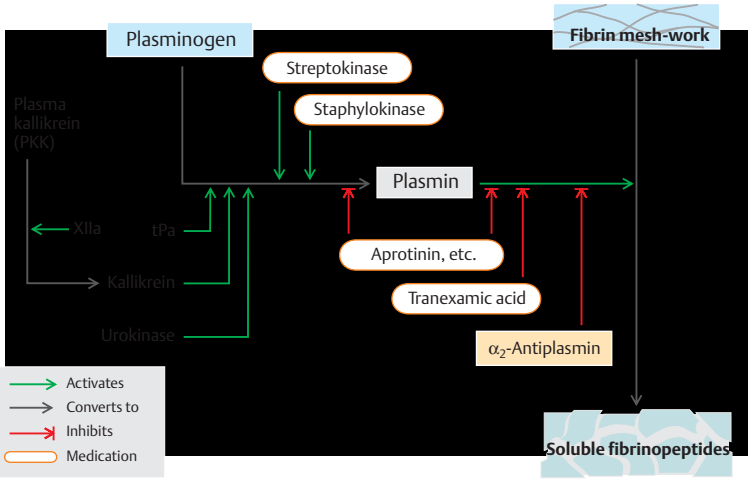 Plasminogen
Fibrin mesh-work
Streptokinase
Staphylokinase
Plasma
kallikrein
(PKK)
Plasmin
XIIa
tPa
Aprotinin, etc.
Kallikrein
Tranexamic acid
Urokinase
α₂-Antiplasmin
Activates
Converts to
Inhibits
Medication
Soluble fibrinopeptides